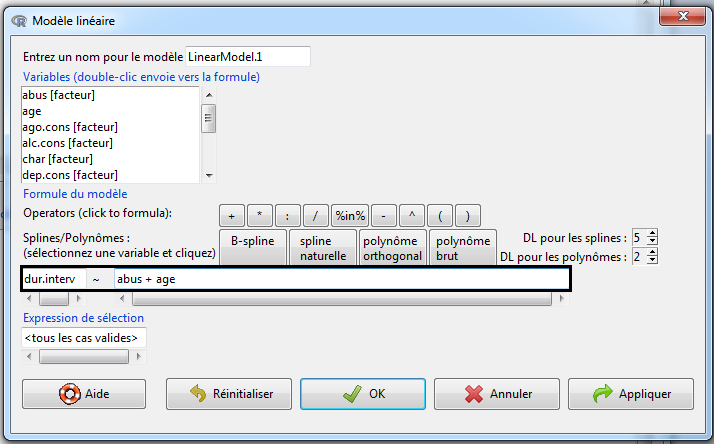 Modèle linéaire
Entrez un nom pour le modèle LinearModel.1
Variables (double-clic envoie vers la formule)
abus [facteur]
age
ago.cons [facteur]
alc.cons [facteur]
char [facteur]
dep.cons [facteur]
Formule du modèle
Operators (click to formula): + * : / %in% - ^ ( )
Splines/Polynômes :
(sélectionnez une variable et cliquez)
B-spline
spline
naturelle
polynôme
orthogonal
polynôme
brut
DL pour les splines : 5
DL pour les polynômes : 2
dur.interv ~ abus + age
Expression de sélection
<tous les cas valides>
Aide Réinitialiser OK Annuler Appliquer